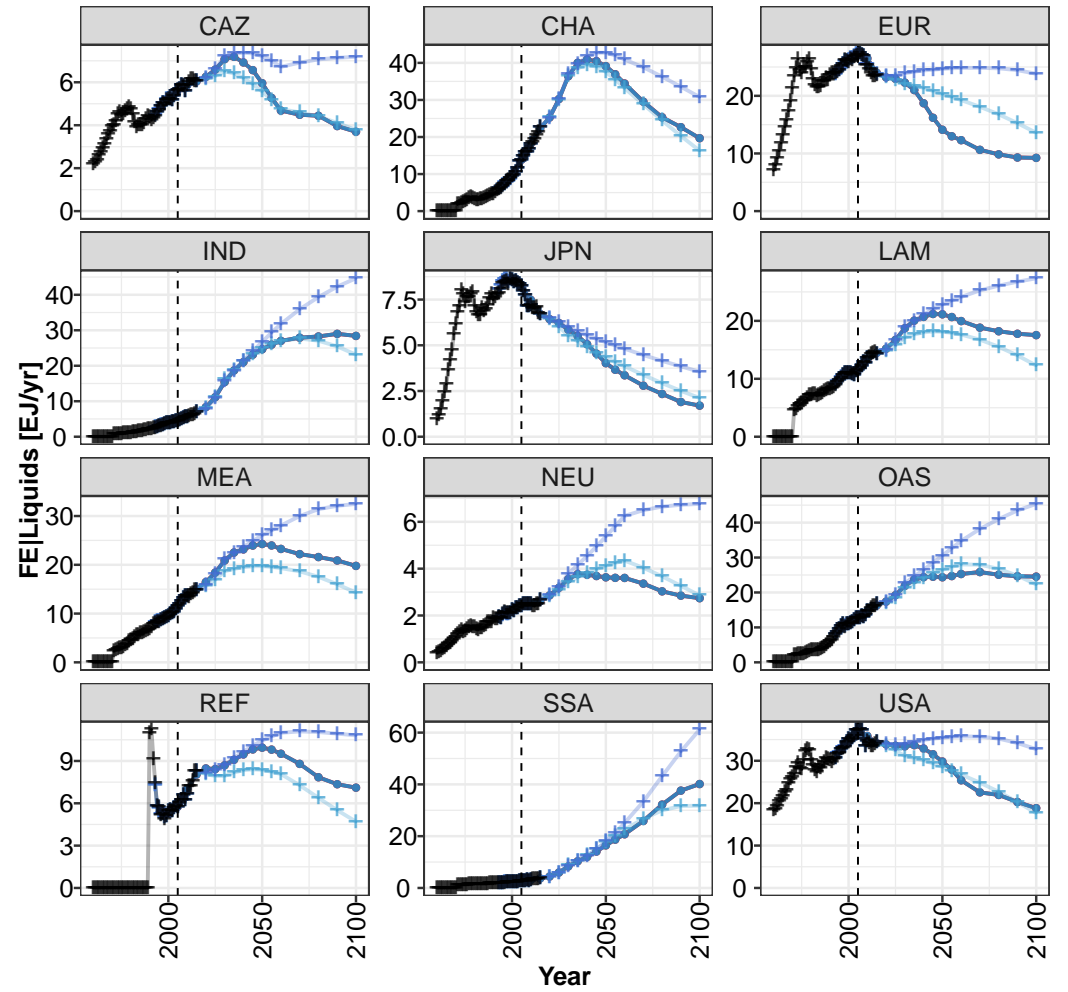 CAZ CHA EUR
6 4 2 0
40 30 20 10 0
20 10 0
IND JPN LAM
40 30 20 10 0
7.5 5.0 2.5 0.0
20 10 0
FE|Liquids [EJ/yr]
MEA NEU OAS
30 20 10 0
6 4 2 0
40 30 20 10 0
REF SSA USA
9 6 3 0
60 40 20 0
30 20 10 0
2000 2050 2100 2000 2050 2100 2000 2050 2100
Year